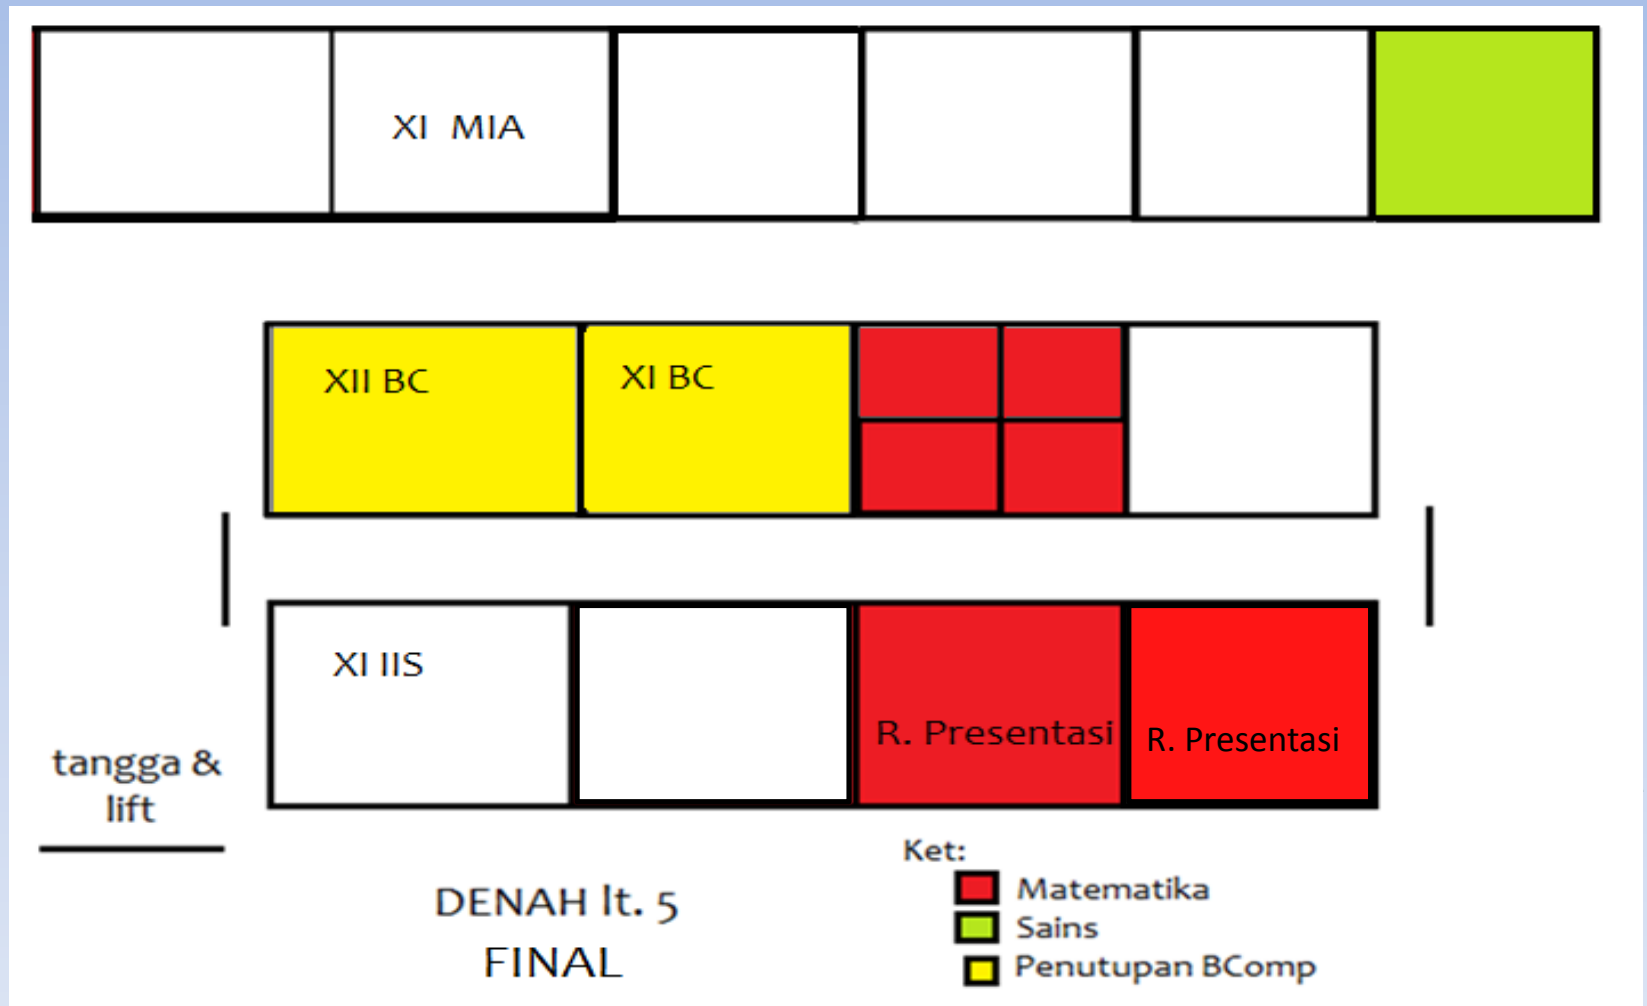 XI MIA
XII BC
XI BC
XI IIS
R. Presentasi
R. Presentasi
tangga &
lift
DENAH lt. 5
FINAL
Ket:
Matematika
Sains
Penutupan BComp